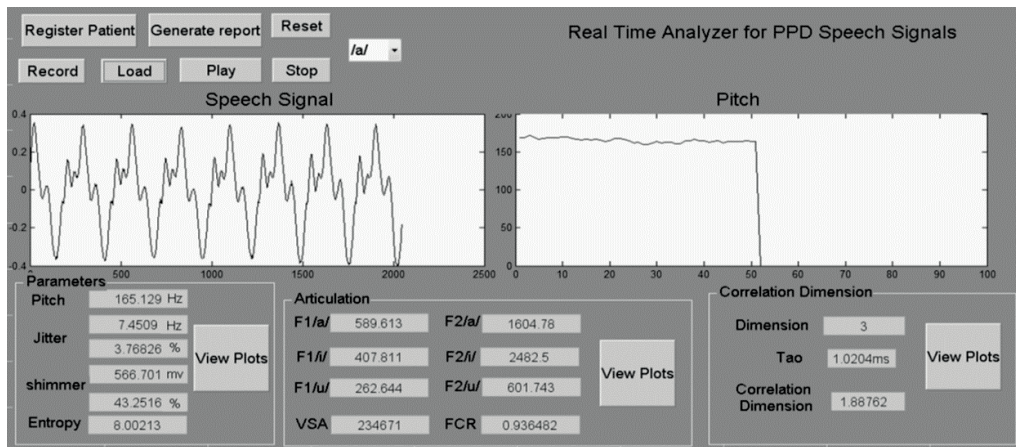 Register Patient Generate report Reset
/a/
Real Time Analyzer for PPD Speech Signals
Record Load Play Stop
Speech Signal
0.4
0.2
0
-0.2
-0.4
0 500 1000 1500 2000 2500
Pitch
200
150
100
50
0
0 10 20 30 40 50 60 70 80 90 100
Parameters
Pitch 165.129 Hz
Jitter 7.4509 Hz
3.76826 %
shimmer 566.701 mv
43.2516 %
Entropy 8.00213
View Plots
Articulation
F1/a/ 589.613 F2/a/ 1604.78
F1/i/ 407.811 F2/i/ 2482.5
F1/u/ 262.644 F2/u/ 601.743
VSA 234671 FCR 0.936482
View Plots
Correlation Dimension
Dimension 3
Tao 1.0204ms
Correlation
Dimension 1.88762
View Plots